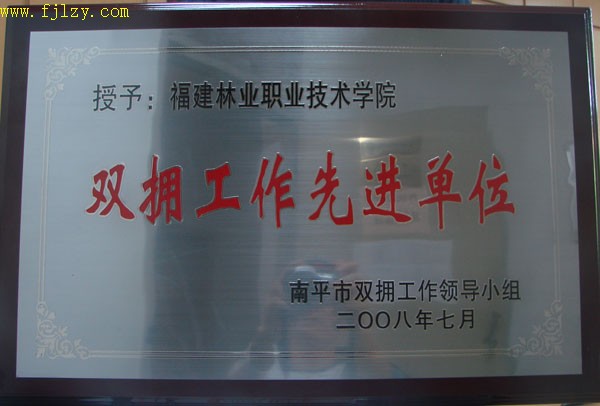 www.fjlzy.com
授予：福建林业职业技术学院
双拥工作先进单位
南平市双拥工作领导小组
二〇〇八年七月